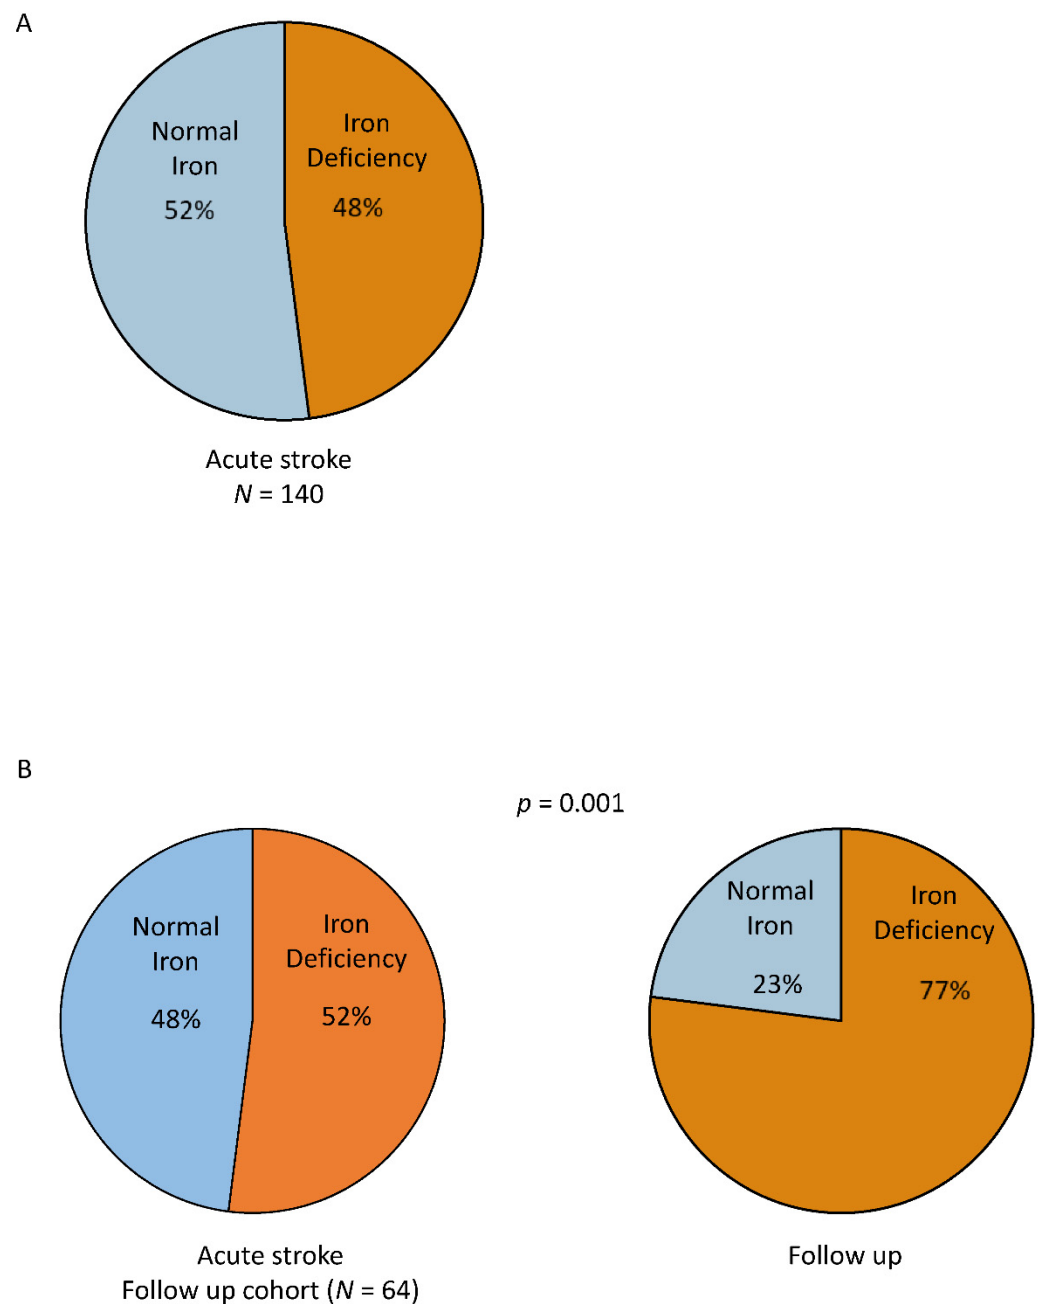 A
Normal
Iron
52%
Iron
Deficiency
48%
Acute stroke
N = 140
B
p = 0.001
Normal
Iron
48%
Iron
Deficiency
52%
Acute stroke
Follow up cohort (N = 64)
Normal
Iron
23%
Iron
Deficiency
77%
Follow up